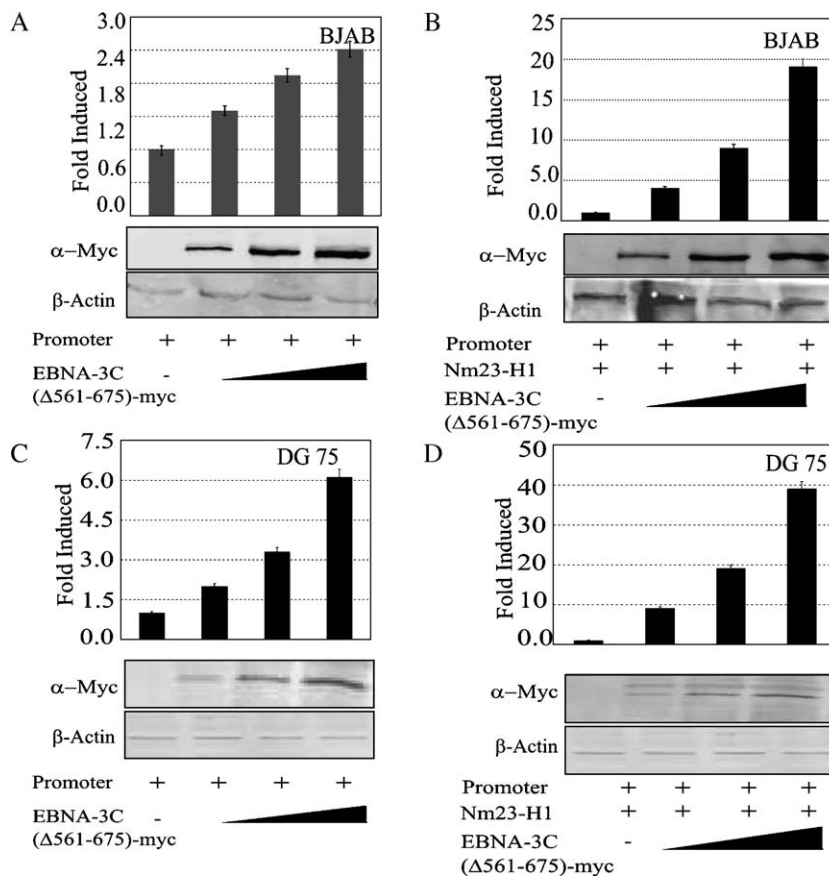 A
BJAB
Fold Induced
3.0
2.4
1.8
1.2
0.6
0.0
α−Myc
β-Actin
Promoter + + + +
EBNA-3C -
(Δ561-675)-myc
B
BJAB
Fold Induced
25
20
15
10
5.0
0.0
α−Myc
β-Actin
Promoter + + + +
Nm23-H1 + + + +
EBNA-3C -
(Δ561-675)-myc
C
DG 75
Fold Induced
7.5
6.0
4.5
3.0
1.5
0.0
α−Myc
β-Actin
Promoter + + + +
EBNA-3C -
(Δ561-675)-myc
D
DG 75
Fold Induced
50
40
30
20
10
0.0
α−Myc
β-Actin
Promoter + + + +
Nm23-H1 + + + +
EBNA-3C -
(Δ561-675)-myc